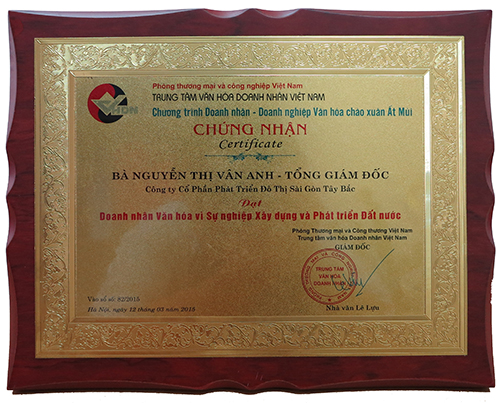 Phòng thương mại và công nghiệp Việt Nam
TRUNG TÂM VĂN HÓA DOANH NHÂN VIỆT NAM
Chương trình Doanh nhân - Doanh nghiệp Văn hóa chào xuân Ất Mùi
CHỨNG NHẬN
Certificate
BÀ NGUYỄN THỊ VÂN ANH - TỔNG GIÁM ĐỐC
Công ty Cổ Phần Phát Triển Đô Thị Sài Gòn Tây Bắc
Đạt
Doanh nhân Văn hóa vì Sự nghiệp Xây dựng và Phát triển Đất nước
Phòng Thương mại và Công thương Việt Nam
Trung tâm văn hóa Doanh nhân Việt Nam
GIÁM ĐỐC
TRUNG TÂM
VĂN HÓA
DOANH NHÂN
Nhà văn Lê Lựu
Vào sổ số: 82/2015
Hà Nội, ngày 12 tháng 03 năm 2015